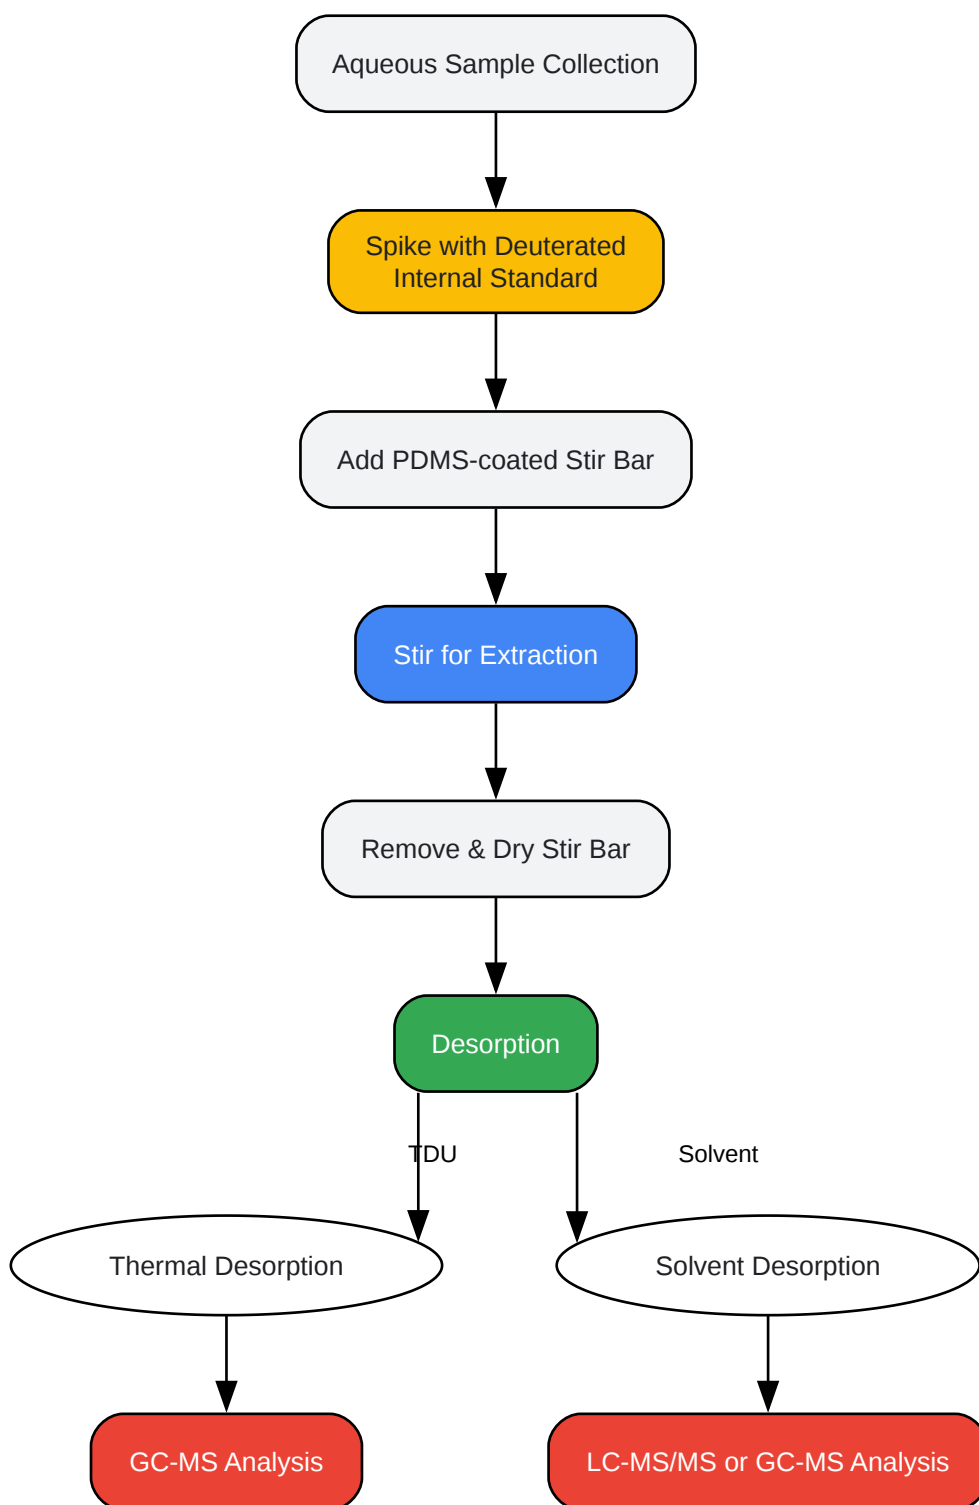 Aqueous Sample Collection
Spike with Deuterated
Internal Standard
Add PDMS-coated Stir Bar
Stir for Extraction
Remove & Dry Stir Bar
Desorption
TDU
Solvent
Thermal Desorption
Solvent Desorption
GC-MS Analysis
LC-MS/MS or GC-MS Analysis